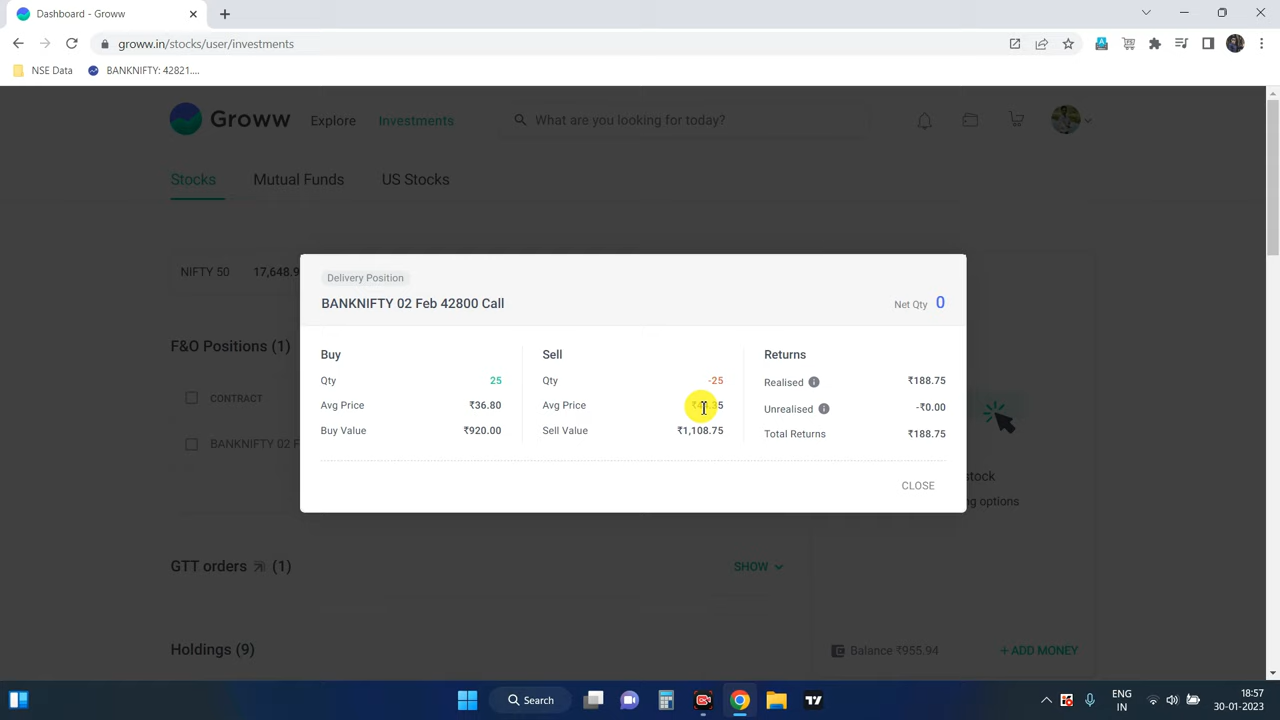 Dashboard - Groww
groww.in/stocks/user/investments
NSE Data BANKNIFTY: 42821....
Groww Explore Investments What are you looking for today?
Stocks Mutual Funds US Stocks
NIFTY 50 17,648.9
Delivery Position
BANKNIFTY 02 Feb 42800 Call Net Qty 0
F&O Positions (1)
Buy Sell Returns
Qty 25 Qty -25 Realised ₹188.75
CONTRACT
Avg Price ₹36.80 Avg Price Unrealised -₹0.00
Buy Value ₹920.00 Sell Value ₹1,108.75 Total Returns ₹188.75
BANKNIFTY 02 F
stock
CLOSE
options
GTT orders (1) SHOW
Holdings (9) Balance ₹955.94 + ADD MONEY
Search
ENG
IN
18:57
30-01-2023